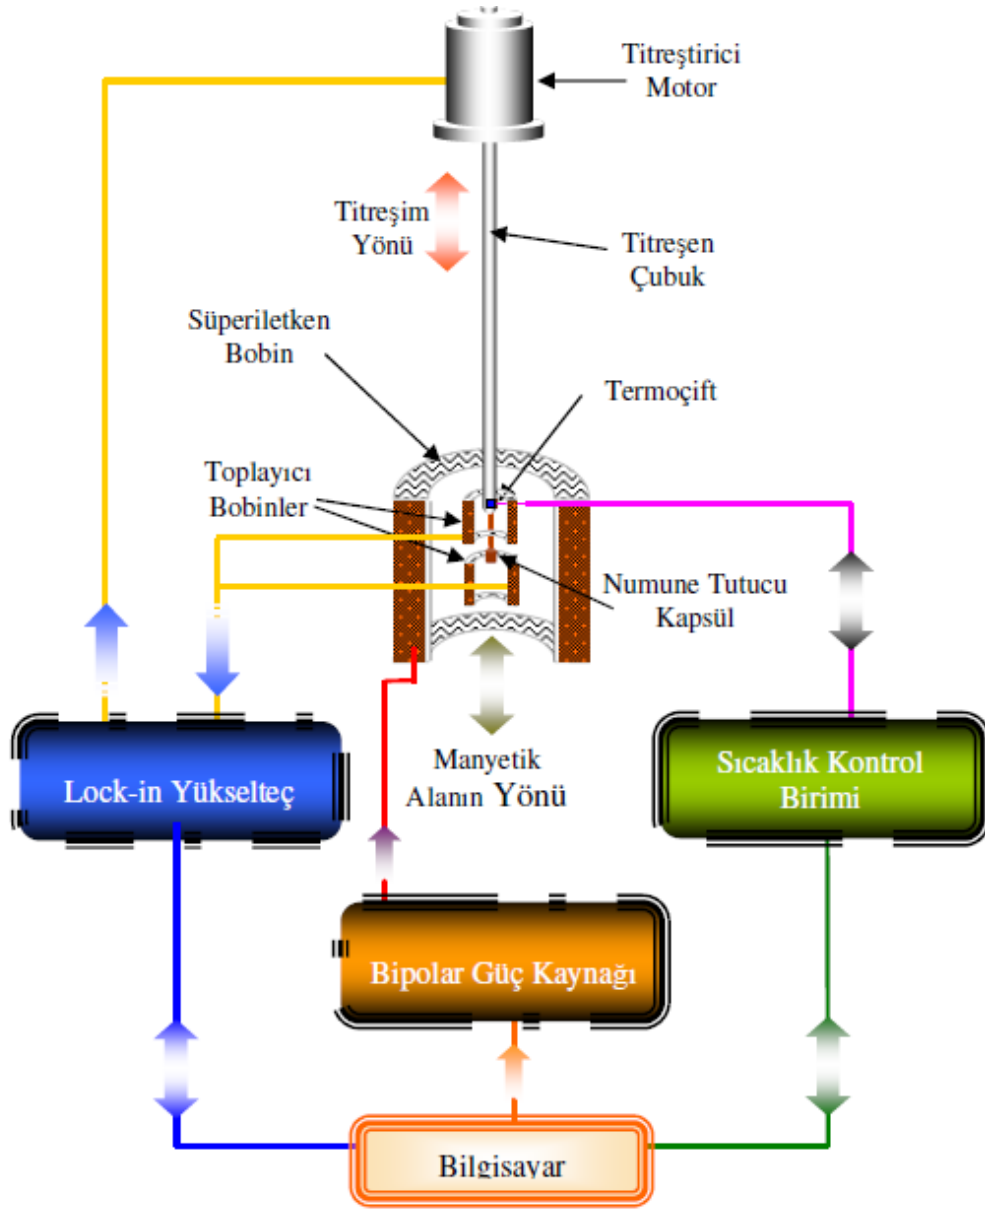 Titreştirici
Motor
Titreşim
Yönü
Titreşen
Çubuk
Süperiletken
Bobin
Termoçift
Toplayıcı
Bobinler
Numune Tutucu
Kapsül
Manyetik
Alanın Yönü
Lock-in Yükselteç
Sıcaklık Kontrol
Birimi
Bipolar Güç Kaynağı
Bilgisayar